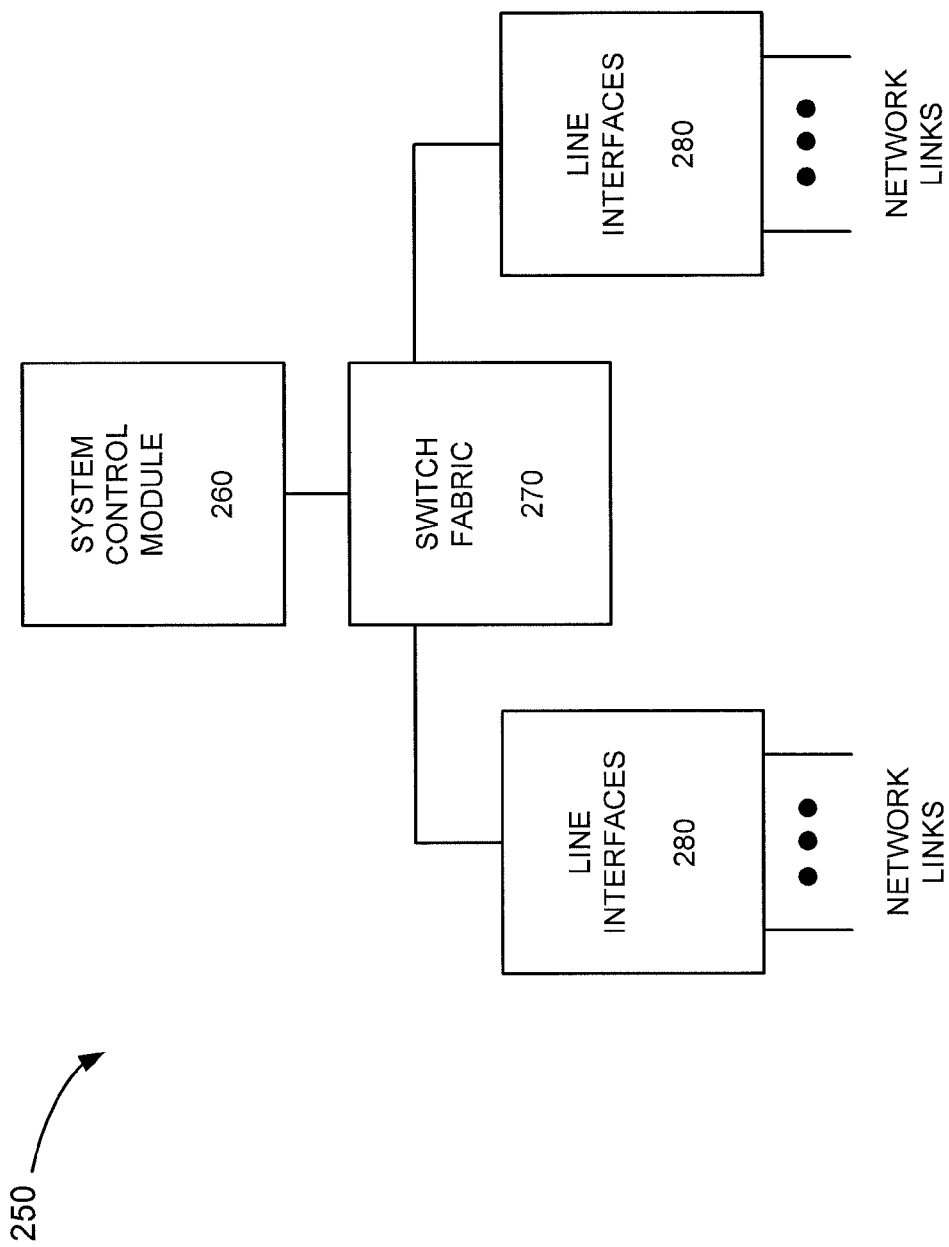 250
SYSTEM
CONTROL
MODULE
260
SWITCH
FABRIC
270
LINE
INTERFACES
280
LINE
INTERFACES
280
NETWORK
LINKS
NETWORK
LINKS